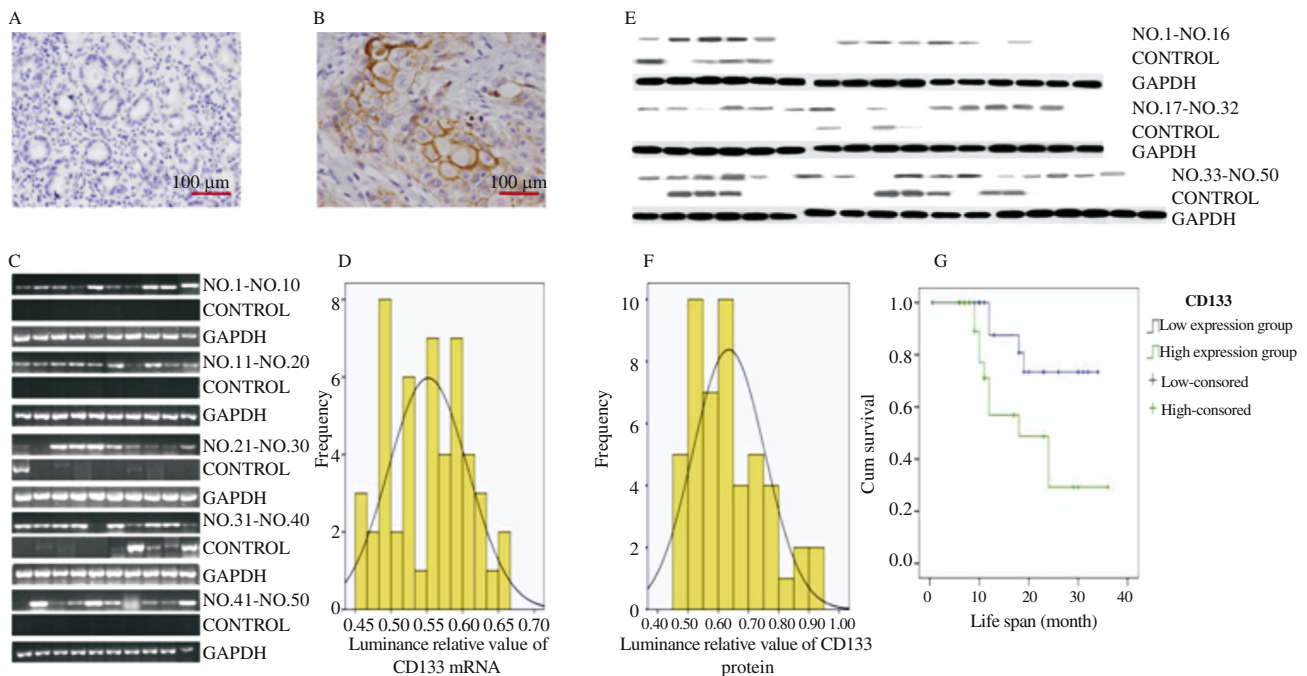 A
B
E
100 μm
100 μm
NO.1-NO.16
CONTROL
GAPDH
NO.17-NO.32
CONTROL
GAPDH
NO.33-NO.50
CONTROL
GAPDH
C
NO.1-NO.10
CONTROL
GAPDH
NO.11-NO.20
CONTROL
GAPDH
NO.21-NO.30
CONTROL
GAPDH
NO.31-NO.40
CONTROL
GAPDH
NO.41-NO.50
CONTROL
GAPDH
D
Frequency
8
6
4
2
0
0.45 0.50 0.55 0.60 0.65 0.70
Luminance relative value of
CD133 mRNA
F
Frequency
10
8
6
4
2
0
0.40 0.50 0.60 0.70 0.80 0.90 1.00
Luminance relative value of CD133
protein
G
Cum survival
1.0
0.8
0.6
0.4
0.2
0.0
0 10 20 30 40
Life span (month)
CD133
Low expression group
High expression group
Low-consored
High-consored